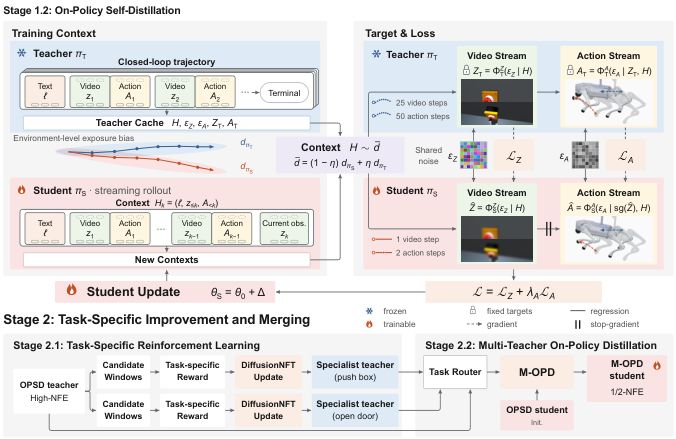 Stage 1.2: On-Policy Self-Distillation
Training Context
Teacher π_T
Closed-loop trajectory
Text ℓ
Video z₁
Action A₁
Video z₂
Action A₂
...
Terminal
Teacher Cache H, ε_Z, ε_A, Z_T, A_T
Environment-level exposure bias
d_{π_T}
d_{π_S}
Context H ~ d̄
d̄ = (1 − η) d_{π_S} + η d_{π_T}
Student π_S · streaming rollout
Context H_k = (ℓ, z_{≤k}, A_{<k})
Text ℓ
Video z₁
Action A₁
...
Video z_{k−1}
Action A_{k−1}
Current obs. z_k
New Contexts
Target & Loss
Teacher π_T
Video Stream
Z_T = Φ_T^Z(ε_Z | H)
Action Stream
A_T = Φ_T^A(ε_A | Z_T, H)
25 video steps
50 action steps
Shared noise
ε_Z
ℒ_Z
ε_A
ℒ_A
Student π_S
Video Stream
Ẑ = Φ_S^Z(ε_Z | H)
Action Stream
Â = Φ_S^A(ε_A | sg(Ẑ), H)
1 video step
2 action steps
Student Update θ_S = θ₀ + Δ
ℒ = ℒ_Z + λ_A ℒ_A
frozen
fixed targets
regression
trainable
gradient
stop-gradient
Stage 2: Task-Specific Improvement and Merging
Stage 2.1: Task-Specific Reinforcement Learning
OPSD teacher
High-NFE
Candidate Windows
Task-specific Reward
DiffusionNFT Update
Specialist teacher (push box)
Candidate Windows
Task-specific Reward
DiffusionNFT Update
Specialist teacher (open door)
Stage 2.2: Multi-Teacher On-Policy Distillation
Task Router
M-OPD
M-OPD student
1/2-NFE
OPSD student
Init.